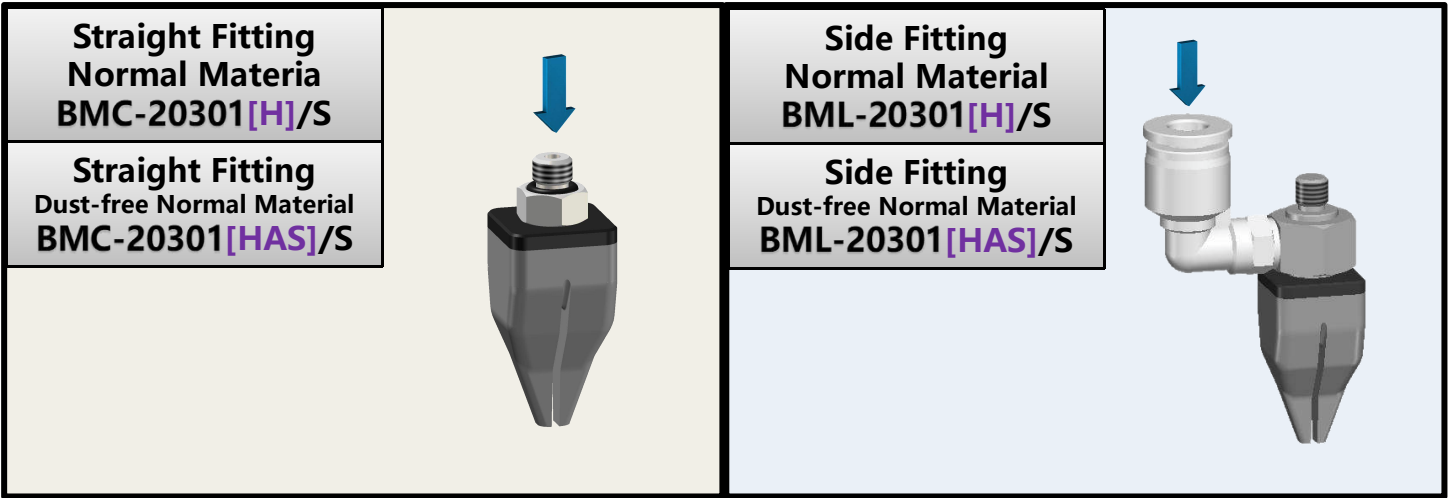 Straight Fitting
Normal Materia
BMC-20301[H]/S
Straight Fitting
Dust-free Normal Material
BMC-20301[HAS]/S
Side Fitting
Normal Material
BML-20301[H]/S
Side Fitting
Dust-free Normal Material
BML-20301[HAS]/S